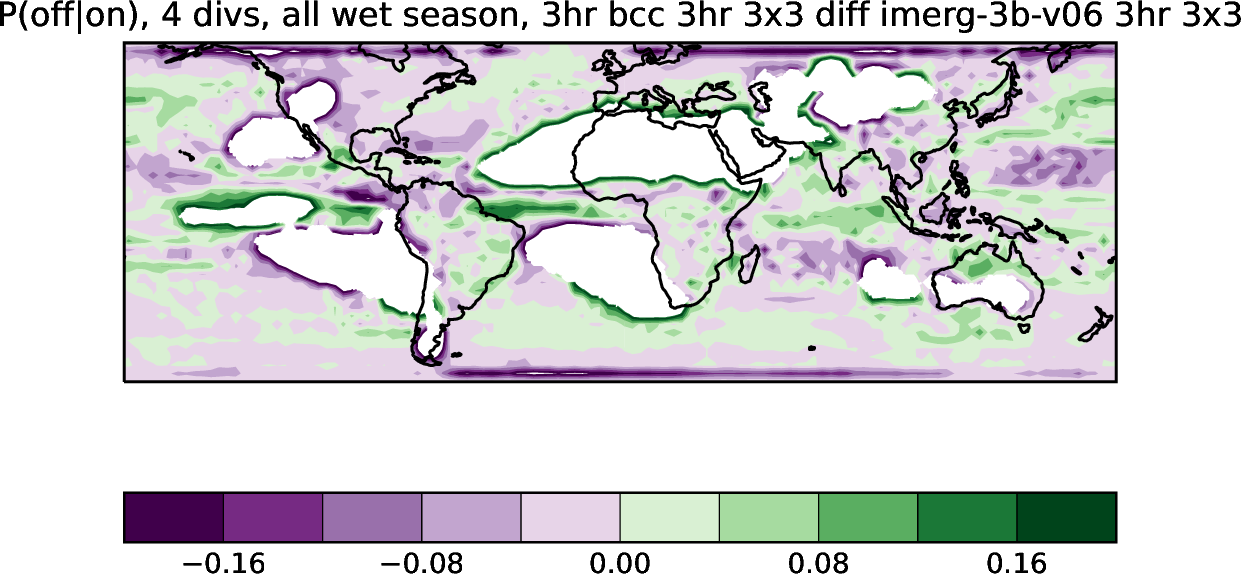 P(off|on), 4 divs, all wet season, 3hr bcc 3hr 3x3 diff imerg-3b-v06 3hr 3x3
−0.16 −0.08 0.00 0.08 0.16